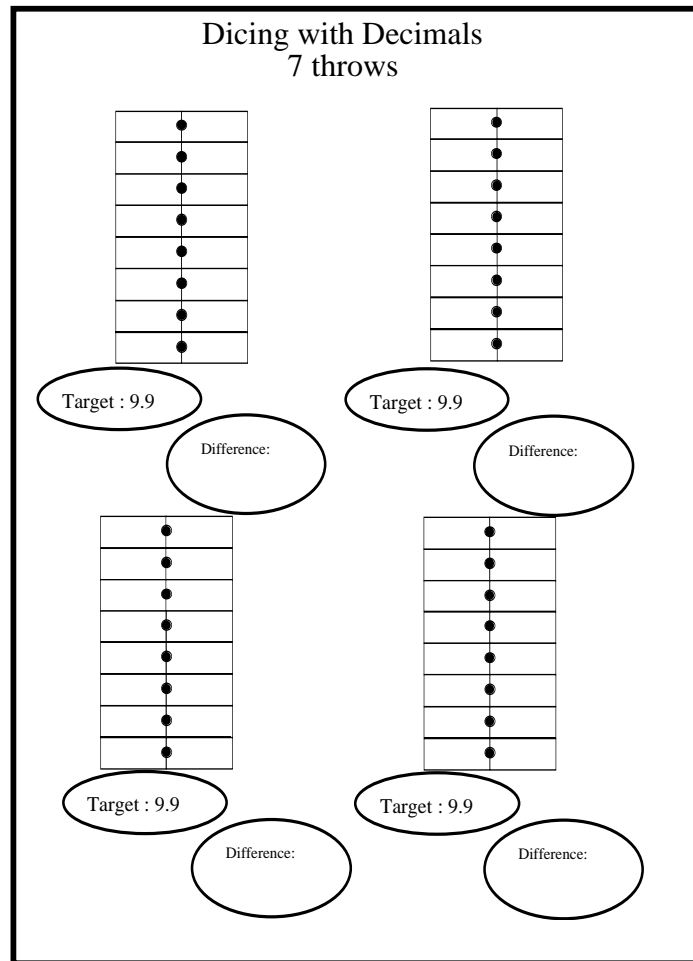 Dicing with Decimals
7 throws
Target : 9.9
Target : 9.9
Difference:
Difference:
Target : 9.9
Target : 9.9
Difference:
Difference: